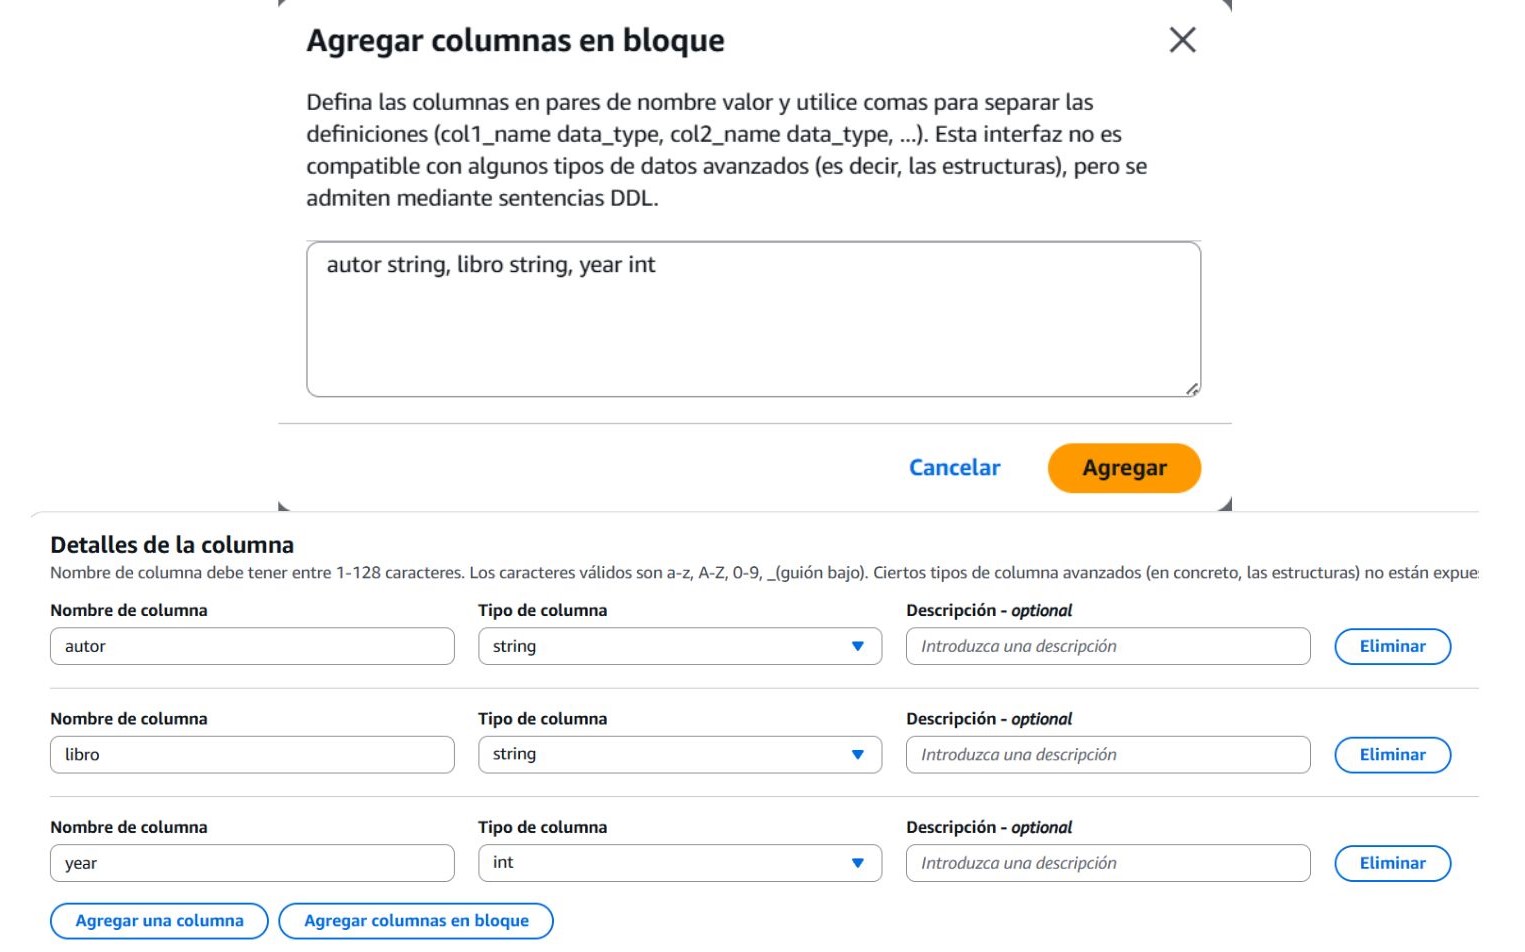 Agregar columnas en bloque
Defina las columnas en pares de nombre valor y utilice comas para separar las
definiciones (col1_name data_type, col2_name data_type, ...). Esta interfaz no es
compatible con algunos tipos de datos avanzados (es decir, las estructuras), pero se
admiten mediante sentencias DDL.
autor string, libro string, year int
Cancelar Agregar
Detalles de la columna
Nombre de columna debe tener entre 1-128 caracteres. Los caracteres válidos son a-z, A-Z, 0-9, _(guión bajo). Ciertos tipos de columna avanzados (en concreto, las estructuras) no están
Nombre de columna Tipo de columna Descripción - optional
autor string Introduzca una descripción Eliminar
Nombre de columna Tipo de columna Descripción - optional
libro string Introduzca una descripción Eliminar
Nombre de columna Tipo de columna Descripción - optional
year int Introduzca una descripción Eliminar
Agregar una columna Agregar columnas en bloque